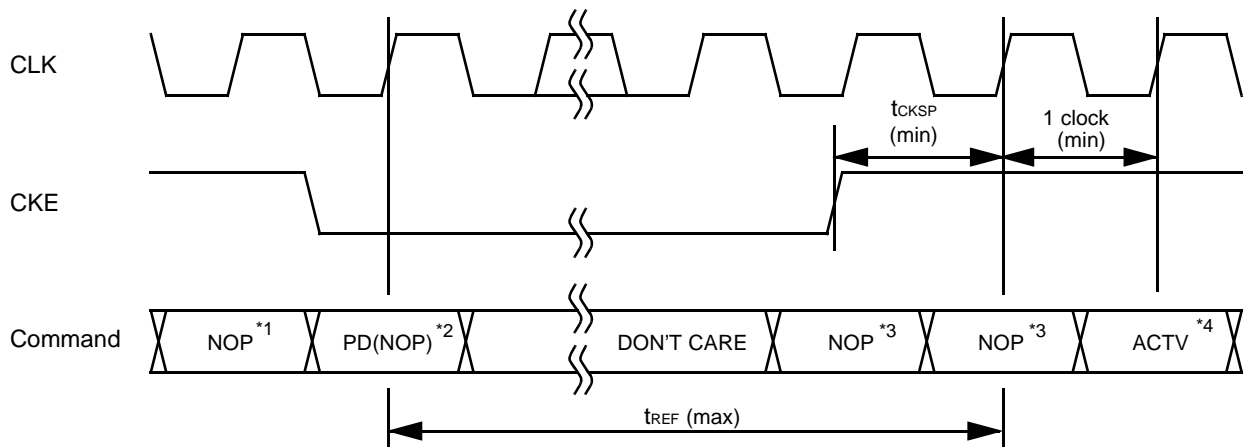 CLK
tCKSP
(min)
1 clock
(min)
CKE
Command
NOP*1
PD(NOP)*2
DON'T CARE
NOP*3
NOP*3
ACTV*4
tREF (max)